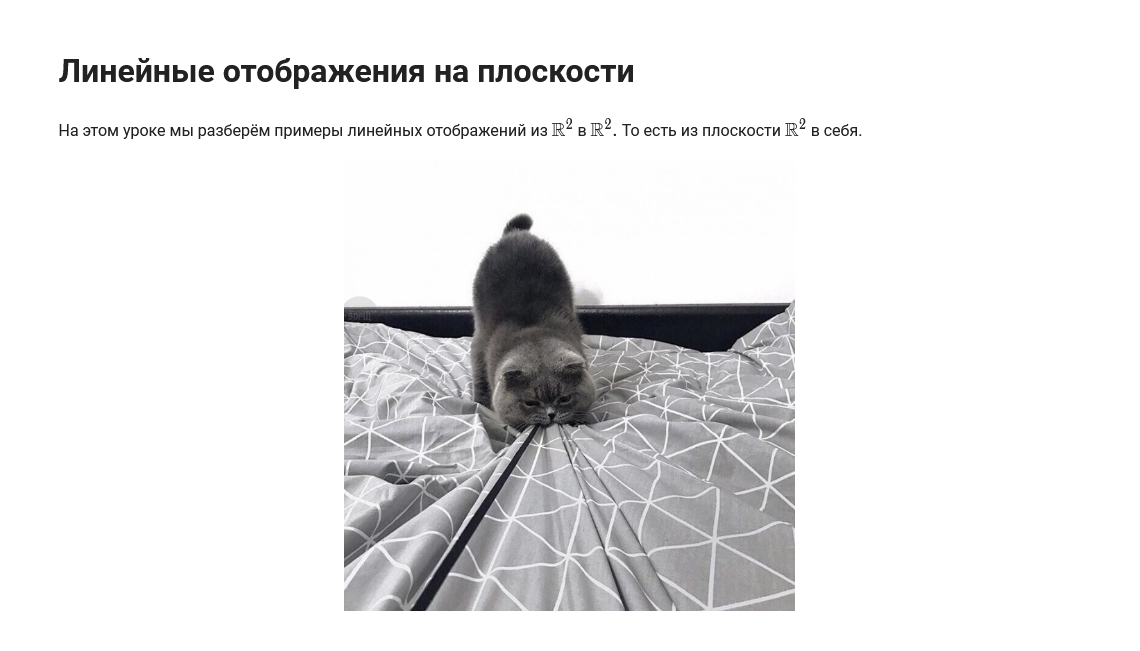 Линейные отображения на плоскости
На этом уроке мы разберём примеры линейных отображений из ℝ² в ℝ². То есть из плоскости ℝ² в себя.